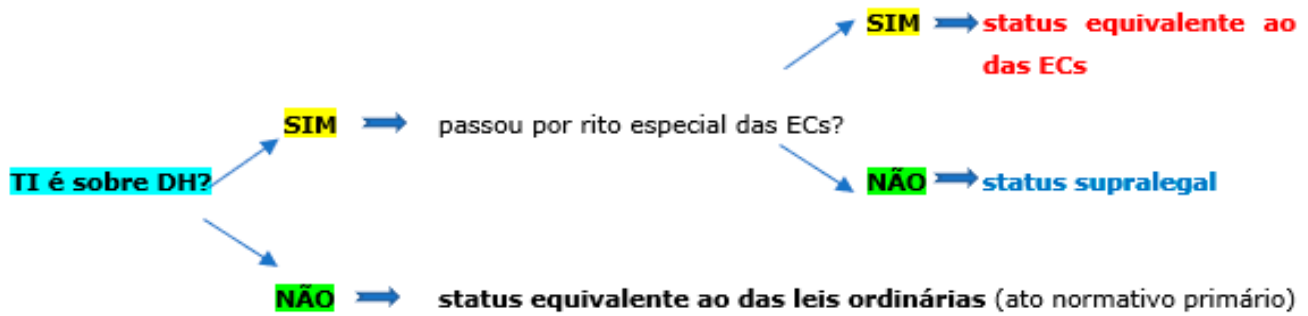 SIM status equivalente ao
das ECs
SIM passou por rito especial das ECs?
TI é sobre DH?
NÃO status supralegal
NÃO status equivalente ao das leis ordinárias (ato normativo primário)